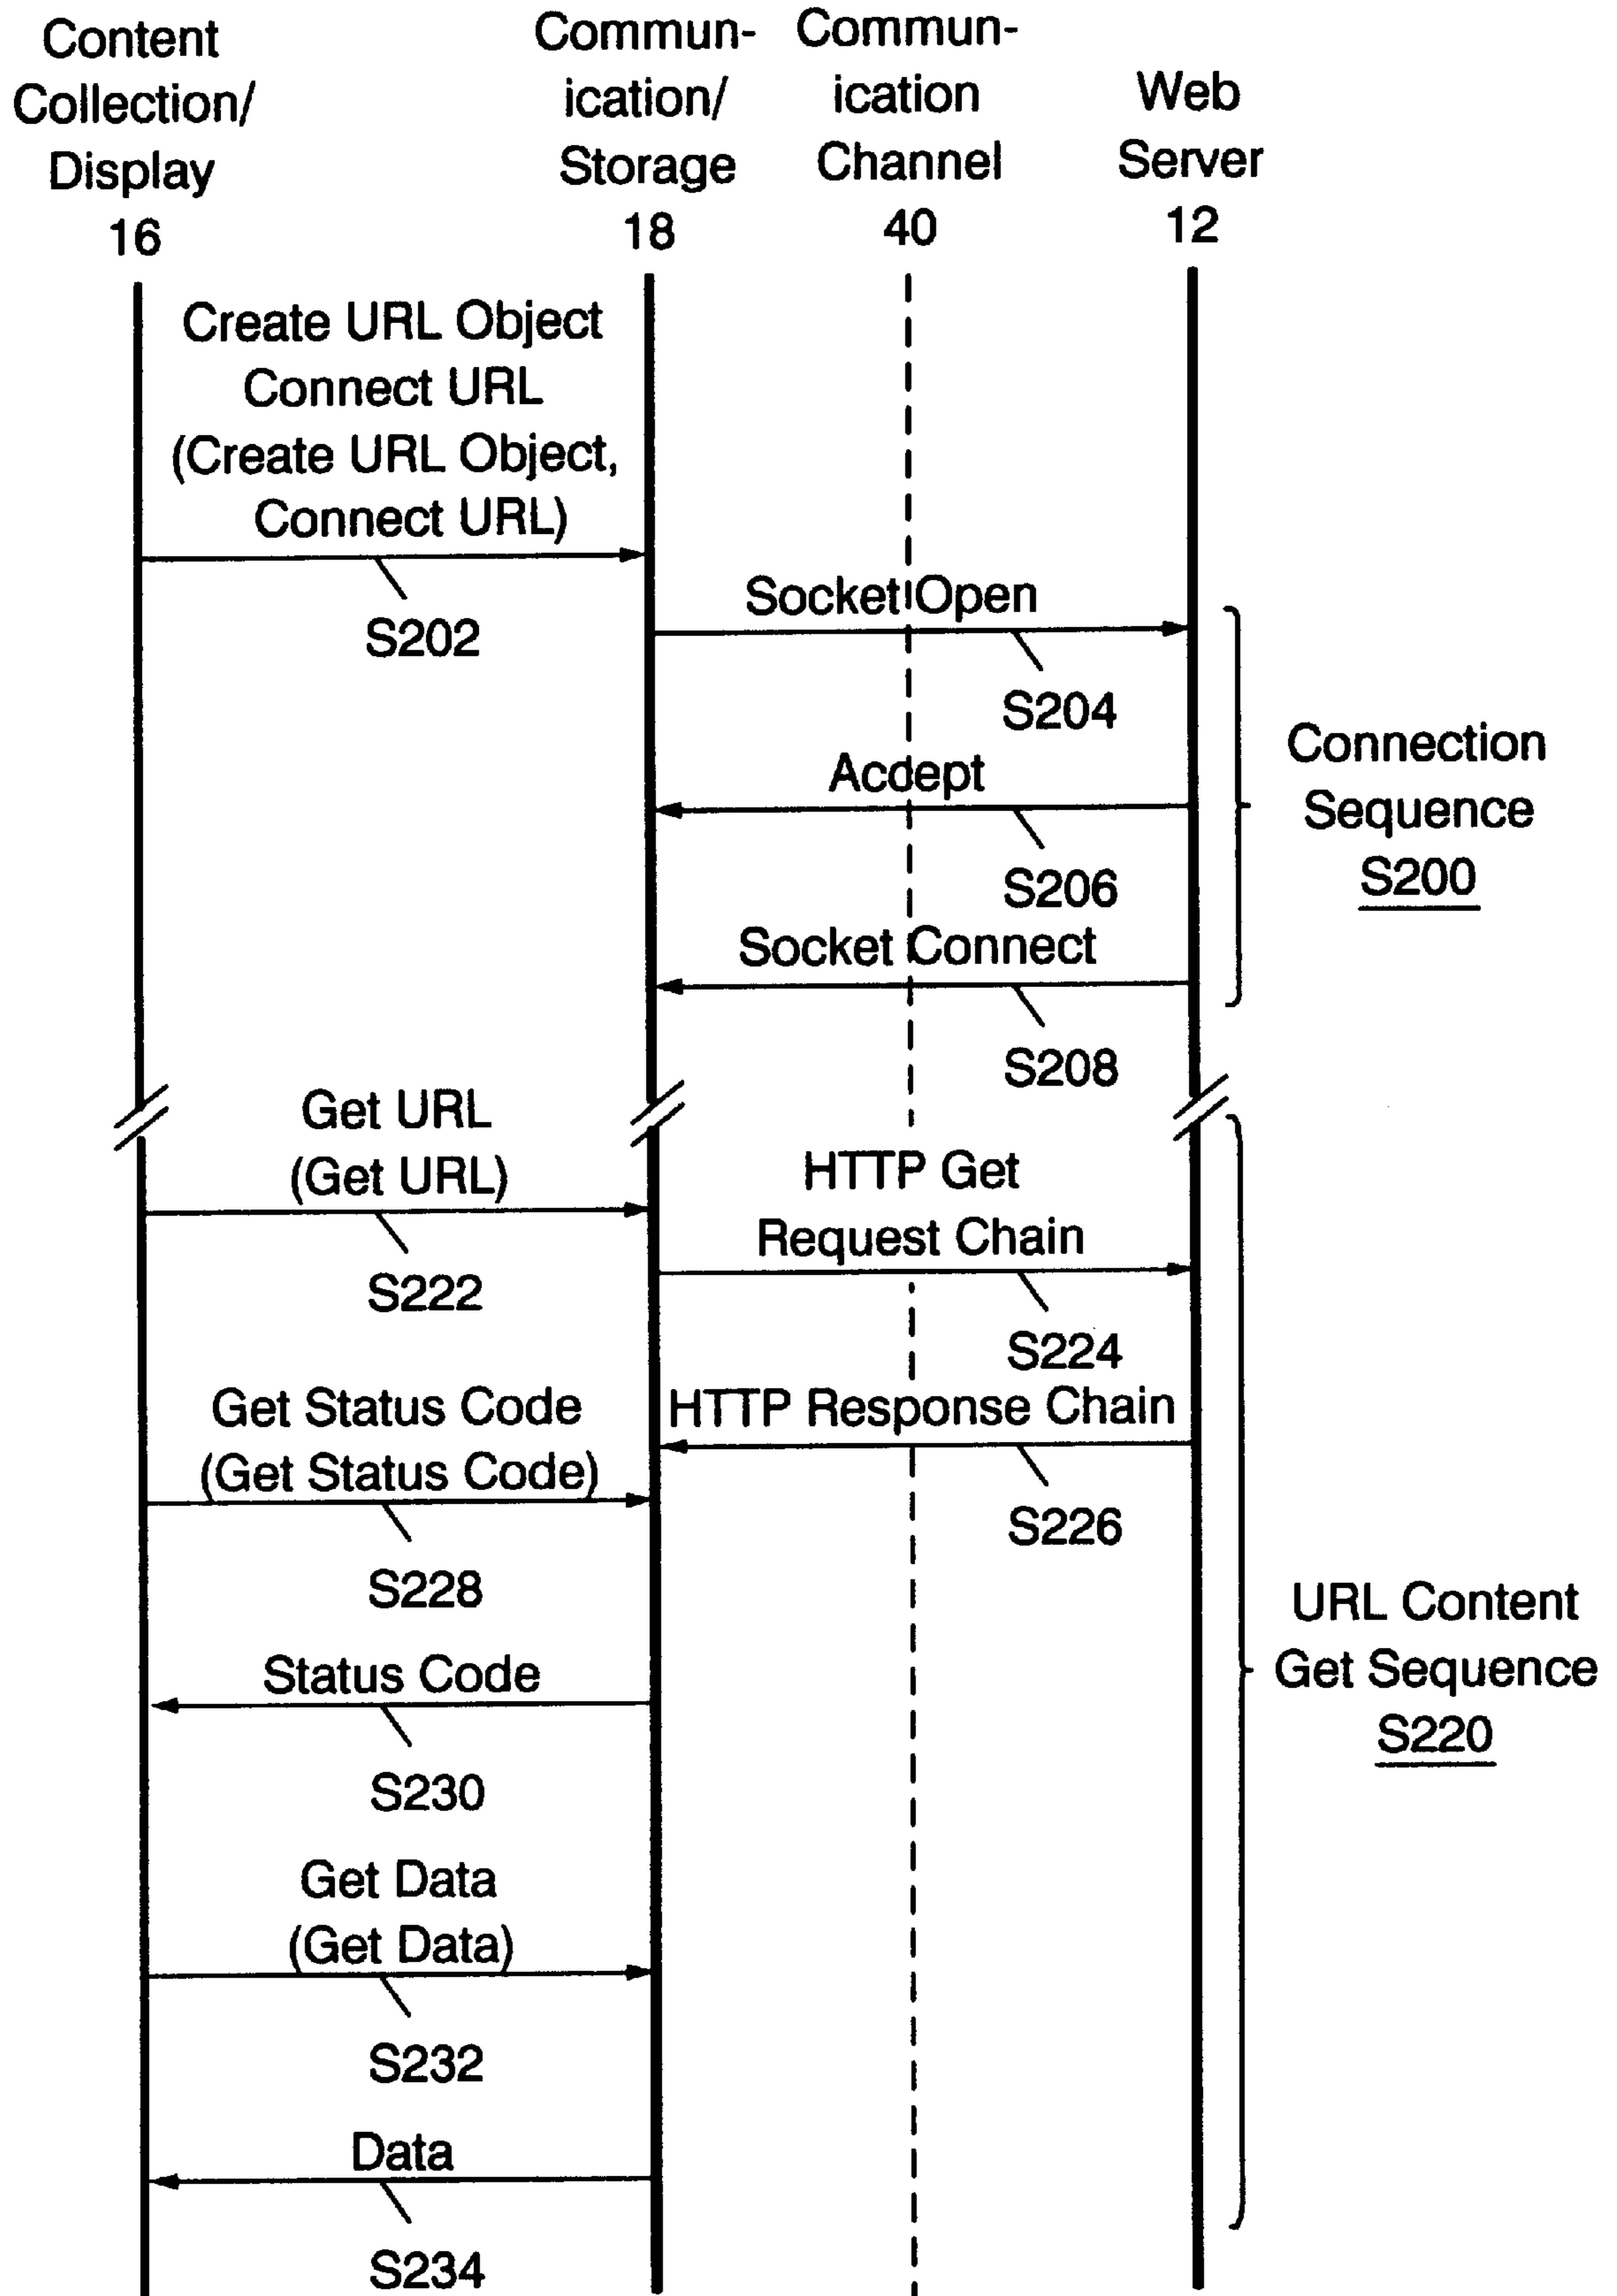 Content
Collection/
Display
16
Commun-
ication/
Storage
18
Commun-
ication
Channel
40
Web
Server
12
Create URL Object
Connect URL
(Create URL Object,
Connect URL)
S202
Socket Open
S204
Accept
S206
Socket Connect
S208
Connection
Sequence
S200
Get URL
(Get URL)
S222
HTTP Get
Request Chain
S224
HTTP Response Chain
S226
Get Status Code
(Get Status Code)
S228
Status Code
S230
Get Data
(Get Data)
S232
Data
S234
URL Content
Get Sequence
S220